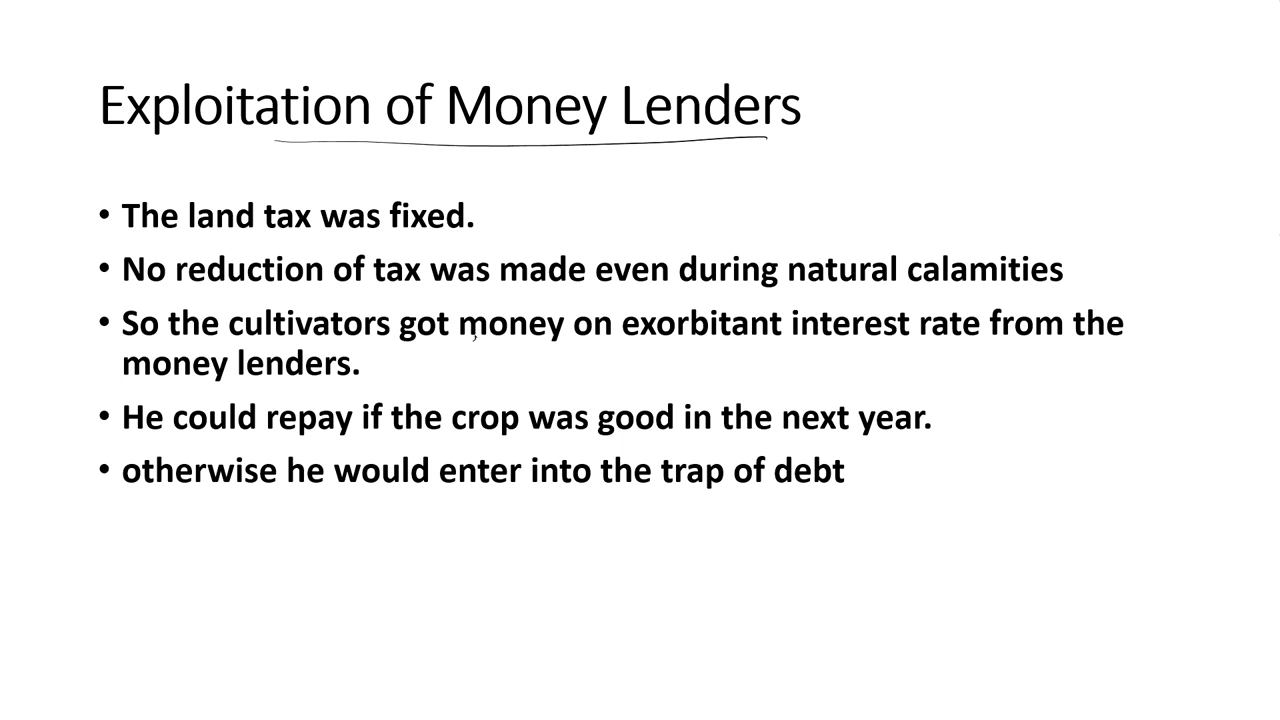 Exploitation of Money Lenders
• The land tax was fixed.
• No reduction of tax was made even during natural calamities
• So the cultivators got money on exorbitant interest rate from the
money lenders.
• He could repay if the crop was good in the next year.
• otherwise he would enter into the trap of debt